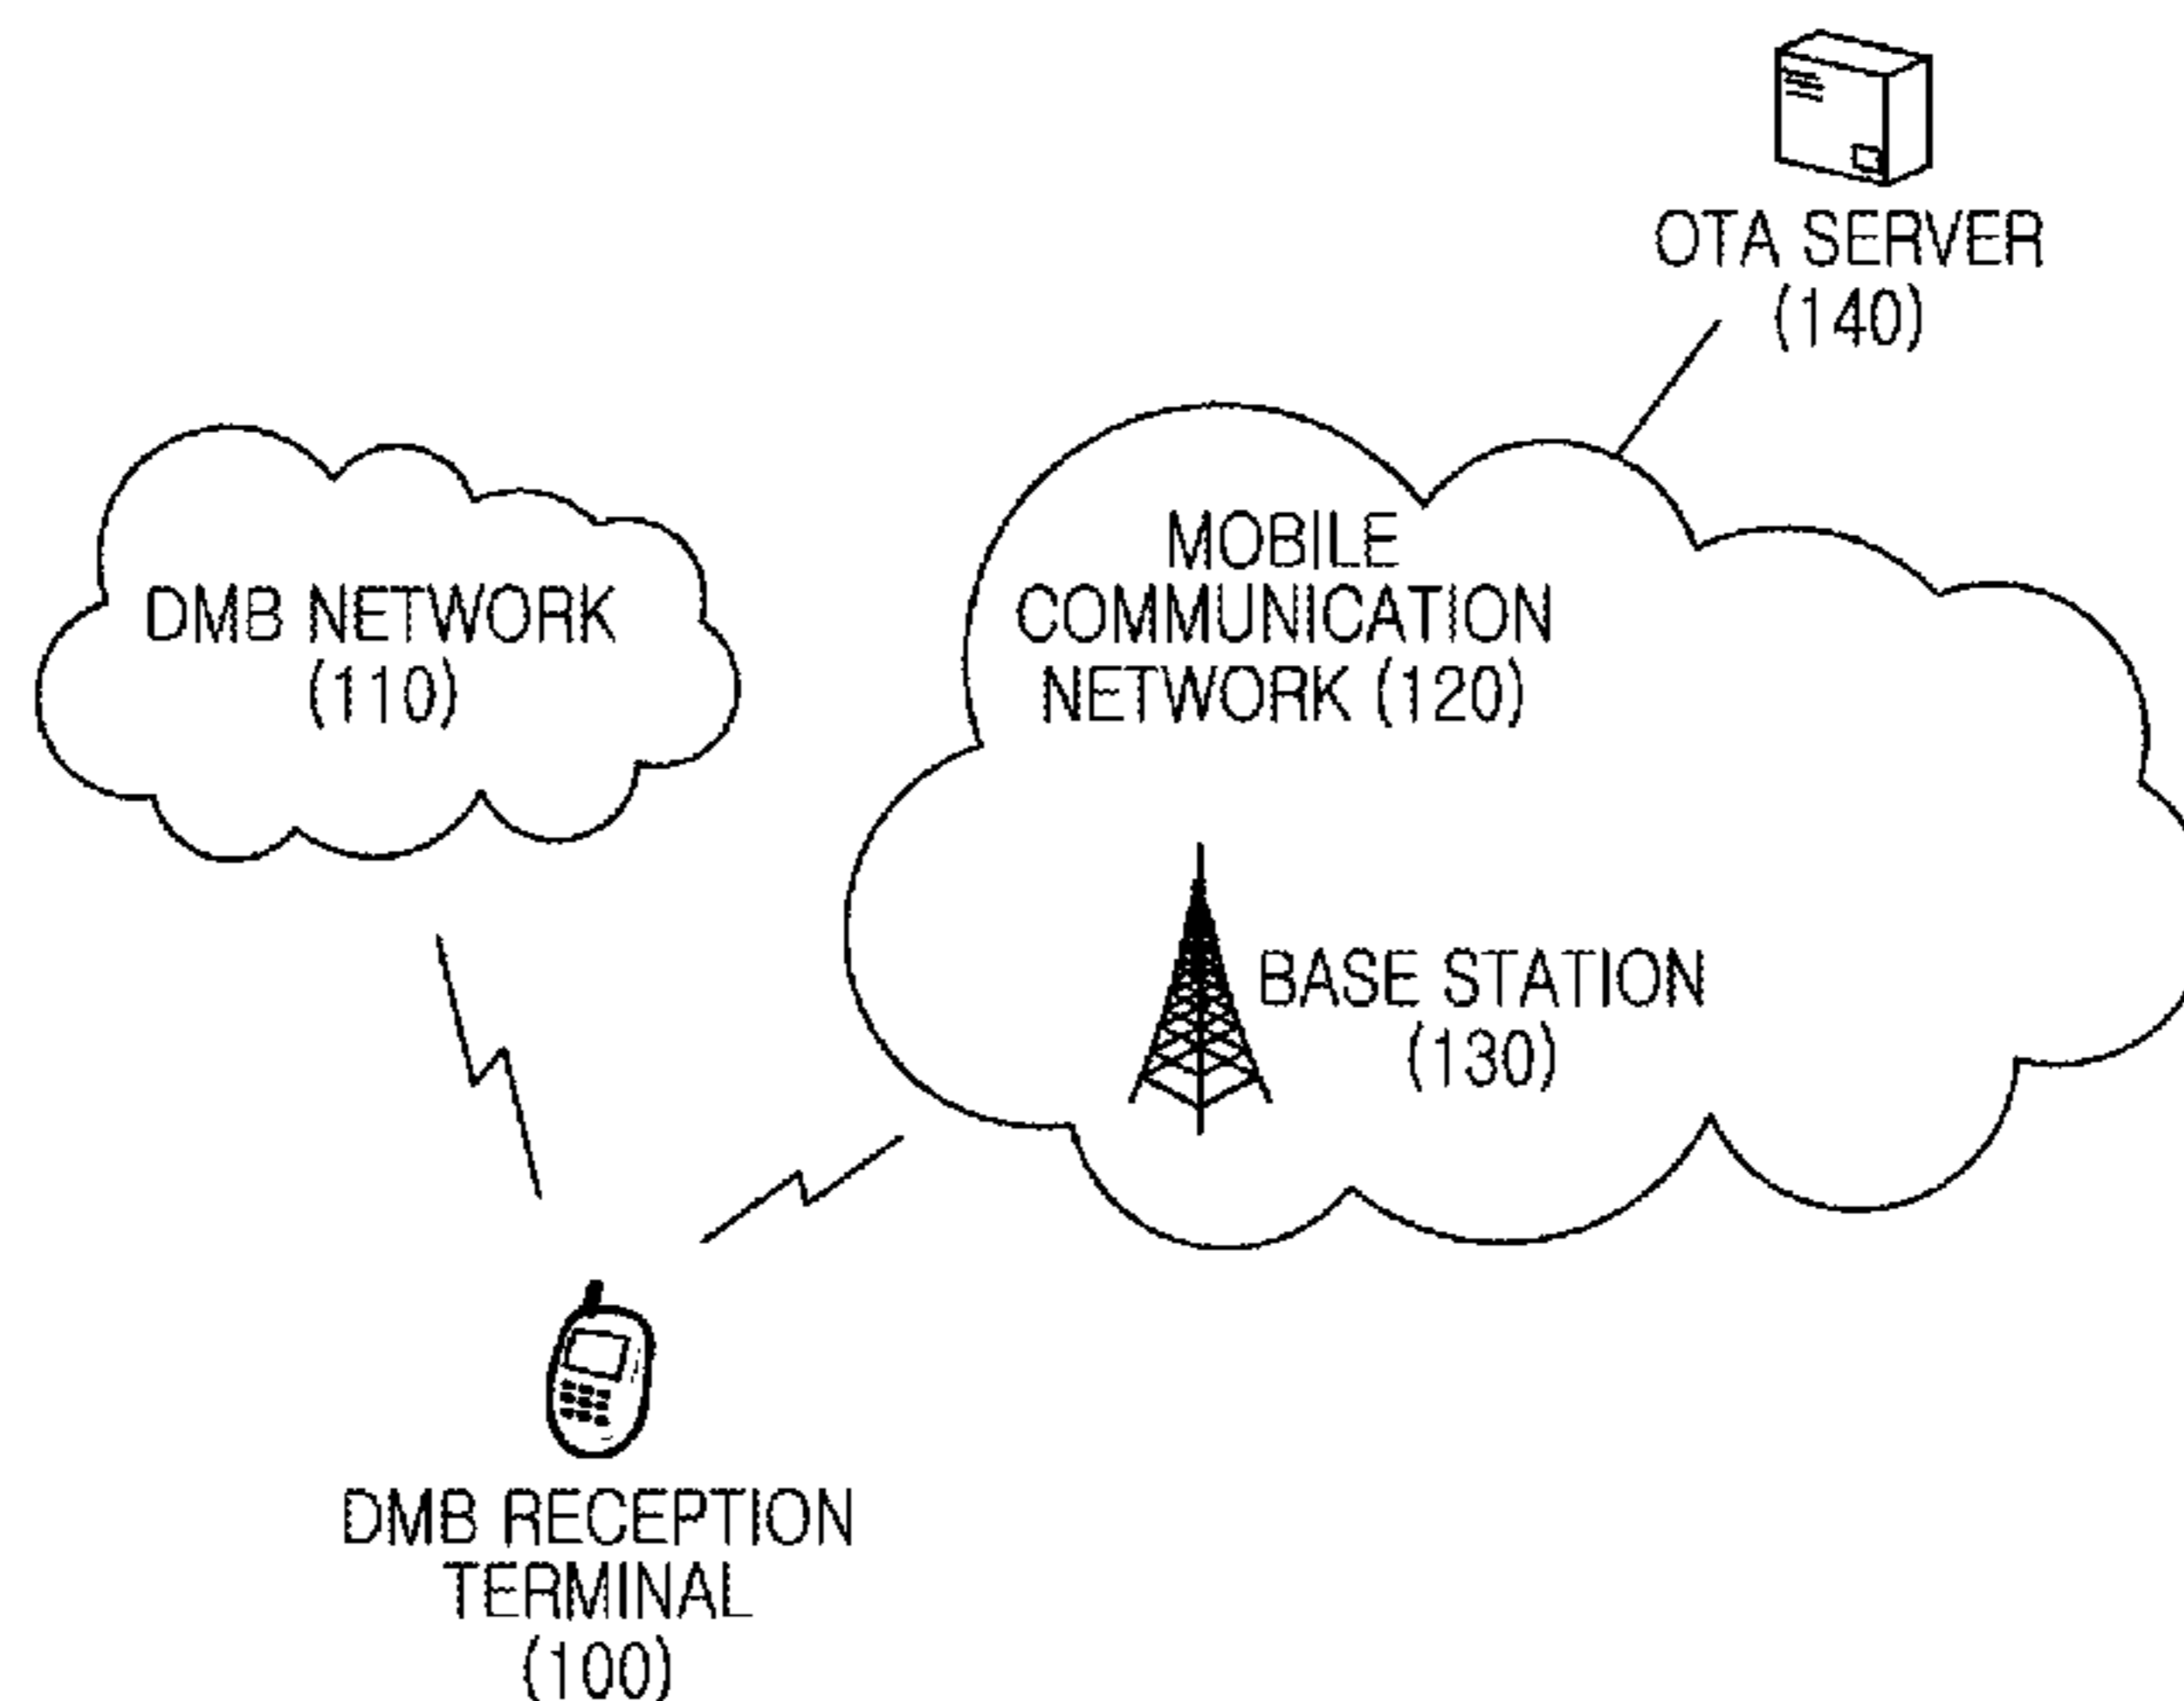 OTA SERVER
(140)
MOBILE
COMMUNICATION
NETWORK (120)
DMB NETWORK
(110)
BASE STATION
(130)
DMB RECEPTION
TERMINAL
(100)